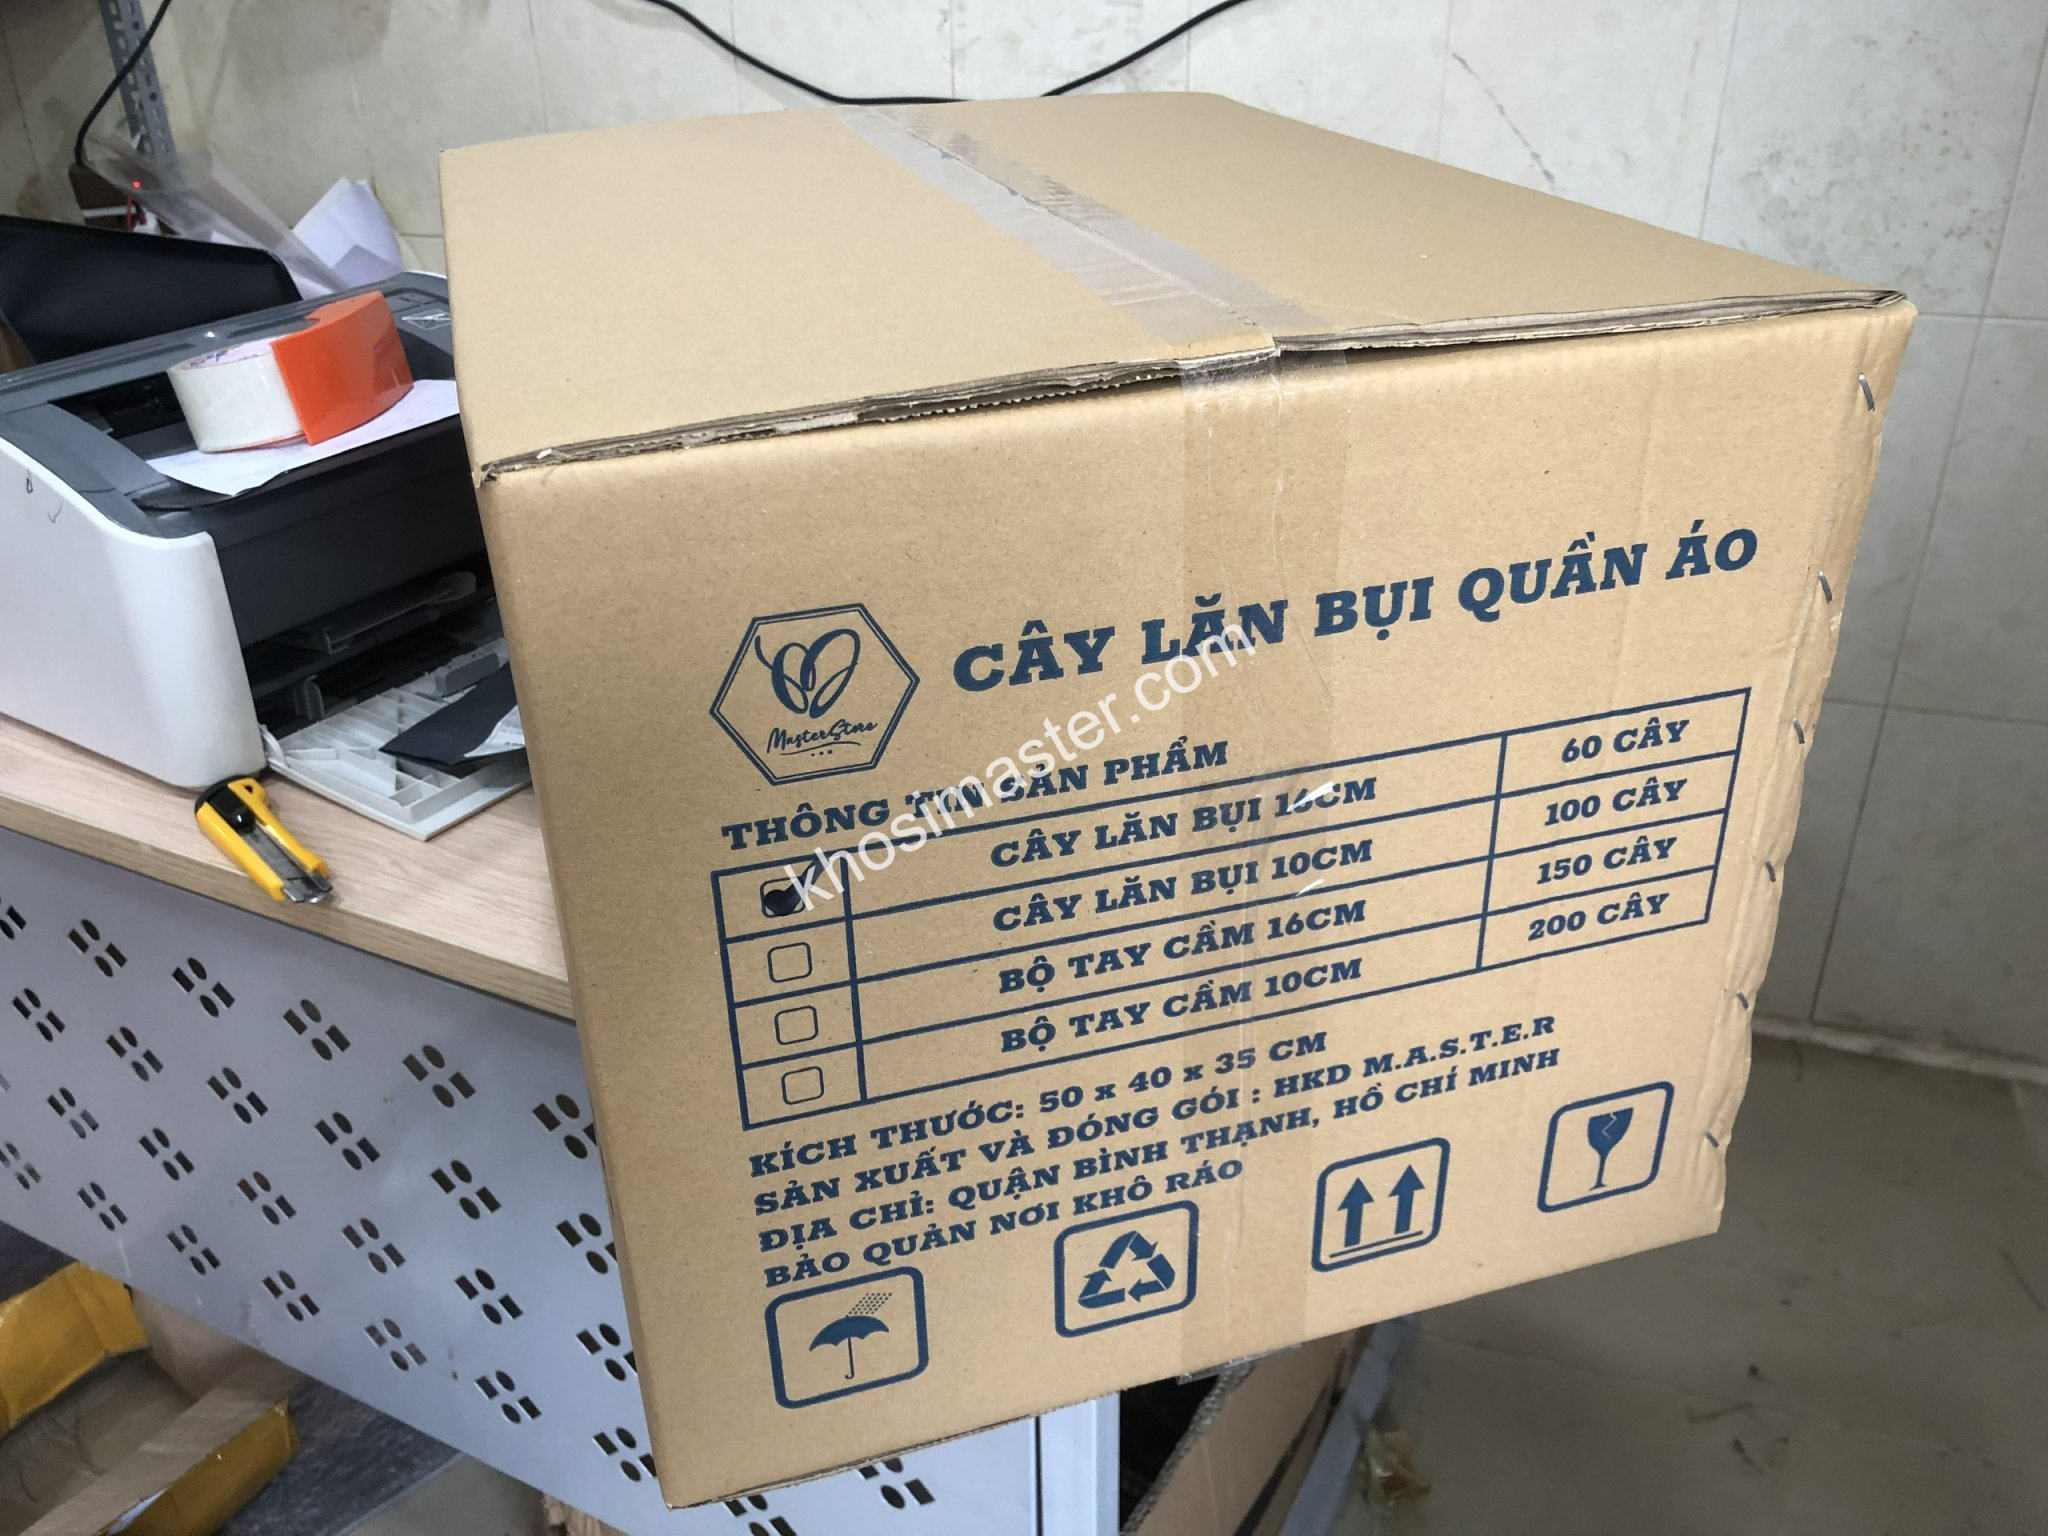 CÂY LĂN BỤI QUẦN ÁO
MasterStore
THÔNG TIN SẢN PHẨM
CÂY LĂN BỤI 16CM 60 CÂY
CÂY LĂN BỤI 10CM 100 CÂY
BỘ TAY CẦM 16CM 150 CÂY
BỘ TAY CẦM 10CM 200 CÂY
KÍCH THƯỚC: 50 x 40 x 35 CM
SẢN XUẤT VÀ ĐÓNG GÓI : HKD M.A.S.T.E.R
ĐỊA CHỈ: QUẬN BÌNH THẠNH, HỒ CHÍ MINH
BẢO QUẢN NƠI KHÔ RÁO
khosimaster.com